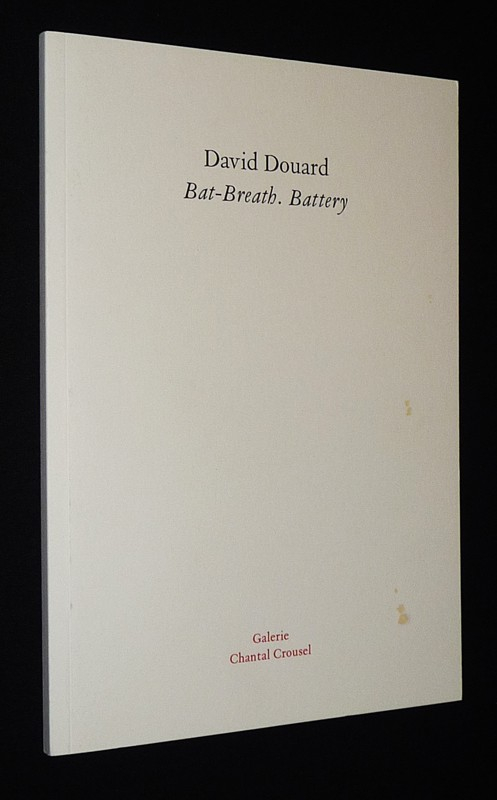 David Douard
Bat-Breath. Battery
Galerie
Chantal Crousel